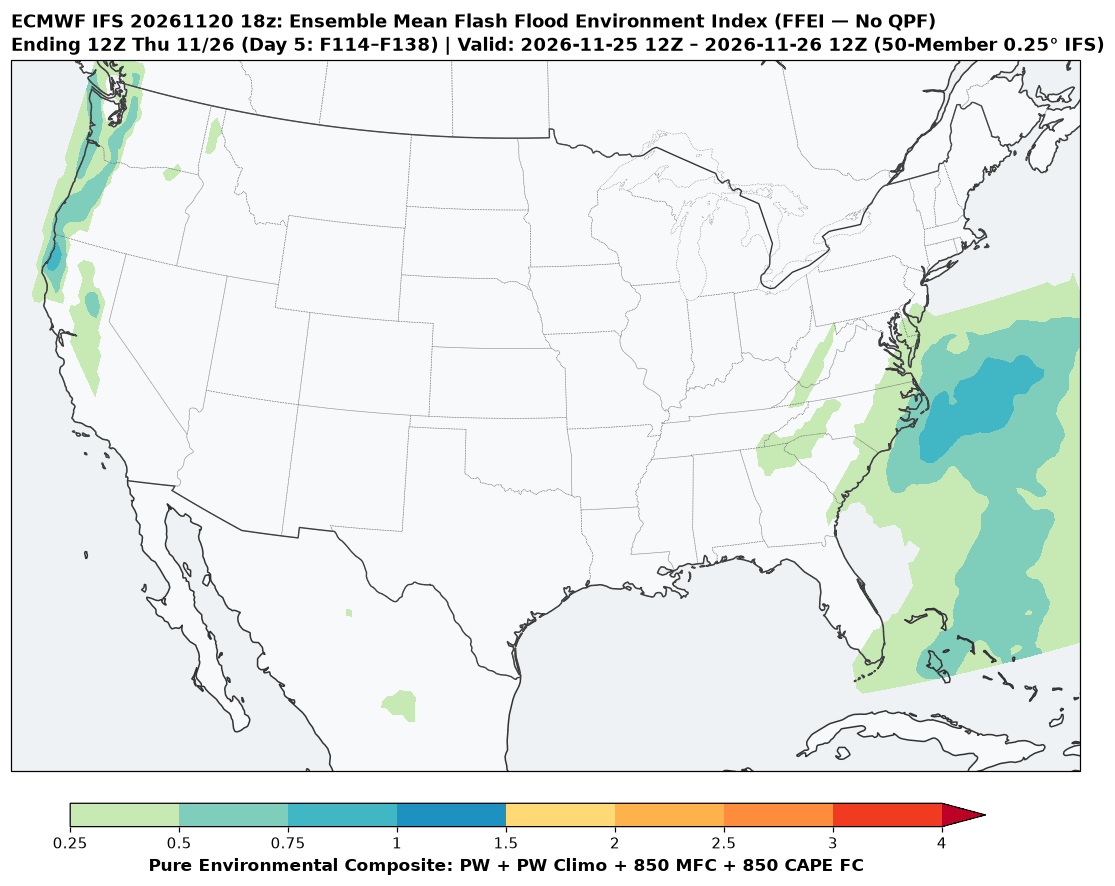 ECMWF IFS 20261120 18z: Ensemble Mean Flash Flood Environment Index (FFEI — No QPF)
Ending 12Z Thu 11/26 (Day 5: F114–F138) | Valid: 2026-11-25 12Z – 2026-11-26 12Z (50-Member 0.25° IFS)
0.25 0.5 0.75 1 1.5 2 2.5 3 4
Pure Environmental Composite: PW + PW Climo + 850 MFC + 850 CAPE FC